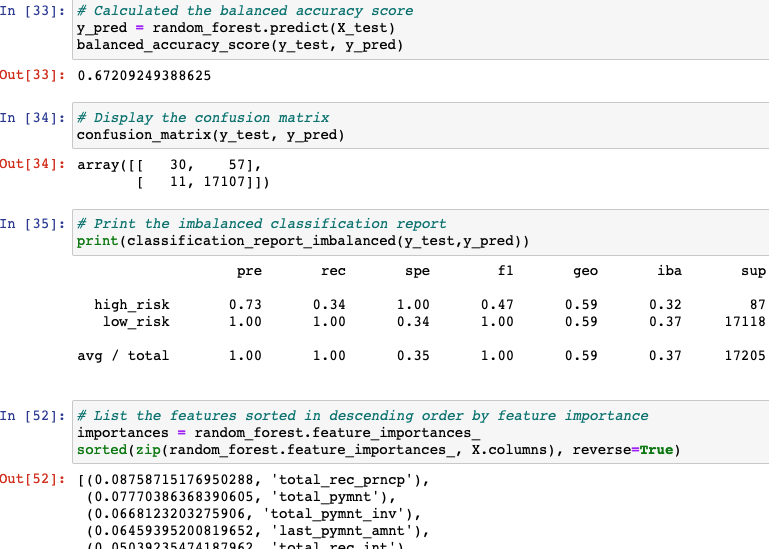 In [33]: # Calculated the balanced accuracy score
y_pred = random_forest.predict(X_test)
balanced_accuracy_score(y_test, y_pred)
Out[33]: 0.67209249388625
In [34]: # Display the confusion matrix
confusion_matrix(y_test, y_pred)
Out[34]: array([[   30,    57],
       [   11, 17107]])
In [35]: # Print the imbalanced classification report
print(classification_report_imbalanced(y_test,y_pred))
pre rec spe f1 geo iba sup
high_risk 0.73 0.34 1.00 0.47 0.59 0.32 87
low_risk 1.00 1.00 0.34 1.00 0.59 0.37 17118
avg / total 1.00 1.00 0.35 1.00 0.59 0.37 17205
In [52]: # List the features sorted in descending order by feature importance
importances = random_forest.feature_importances_
sorted(zip(random_forest.feature_importances_, X.columns), reverse=True)
Out[52]: [(0.08758715176950288, 'total_rec_prncp'),
(0.07770386368390605, 'total_pymnt'),
(0.0668123203275906, 'total_pymnt_inv'),
(0.06459395200819652, 'last_pymnt_amnt'),
(0.05039235474187962, 'total_rec_int')